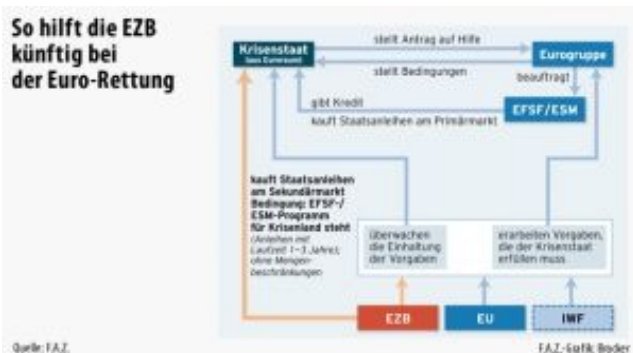 So hilft die EZB
künftig bei
der Euro-Rettung
Krisenstaat
(aus Euroraum)
stellt Antrag auf Hilfe
Eurogruppe
stellt Bedingungen
beauftragt
gibt Kredit
EFSF/ESM
kauft Staatsanleihen am Primärmarkt
kauft Staatsanleihen
am Sekundärmarkt
Bedingung: EFSF-/
ESM-Programm
für Krisenland steht
(Anleihen mit
Laufzeit 1–3 Jahre);
ohne Mengen-
beschränkungen
überwachen
die Einhaltung
der Vorgaben
erarbeiten Vorgaben,
die der Krisenstaat
erfüllen muss
EZB
EU
IWF
Quelle: F.A.Z.
F.A.Z.-Grafik Brocker